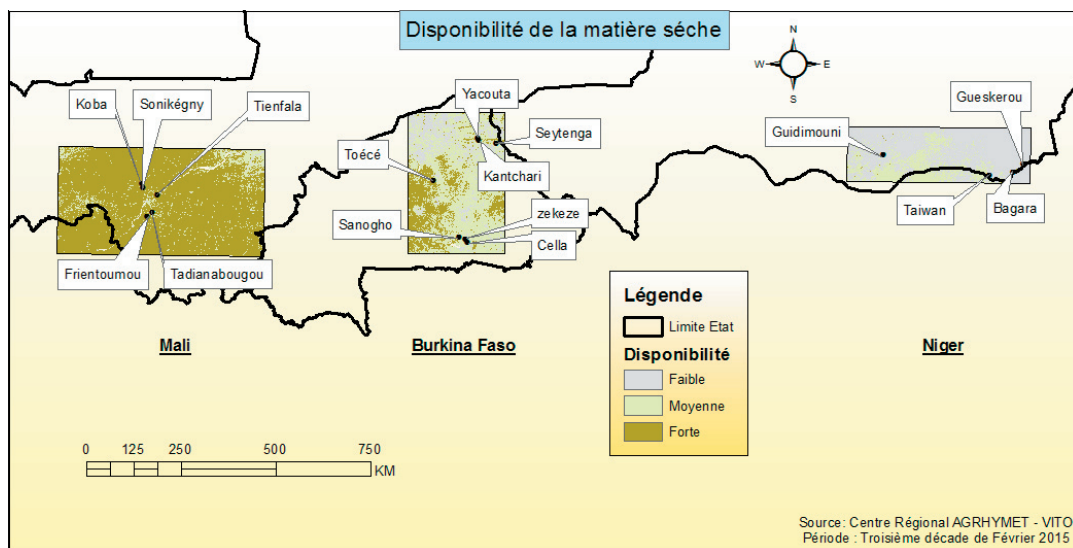 Disponibilité de la matière séche
N
W E
S
Koba
Sonikégny
Tienfala
Yacouta
Seytenga
Gueskerou
Guidimouni
Toécé
Kantchari
Taiwan
Bagara
Sanogho
zekeze
Cella
Frientoumou
Tadianabougou
Mali
Burkina Faso
Niger
Légende
Limite Etat
Disponibilité
Faible
Moyenne
Forte
0 125 250 500 750
KM
Source: Centre Régional AGRHYMET - VITO
Période : Troisième décade de Février 2015